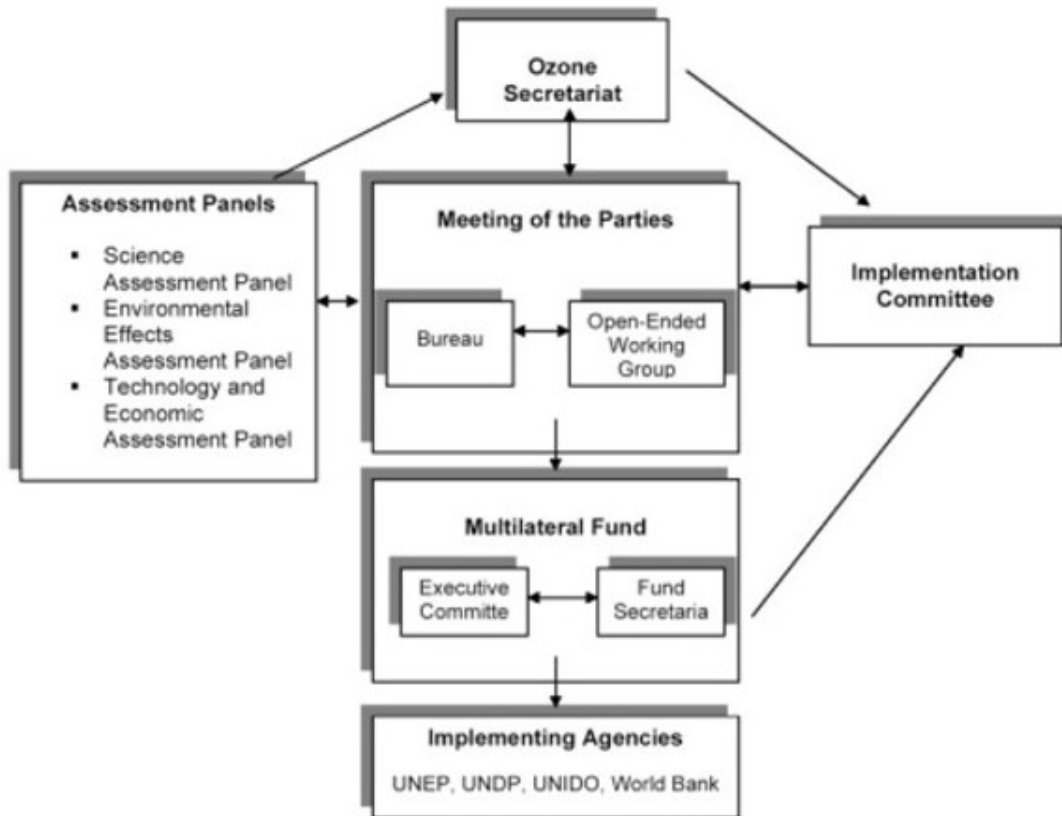 Ozone
Secretariat
Assessment Panels
▪ Science
Assessment Panel
▪ Environmental
Effects
Assessment Panel
▪ Technology and
Economic
Assessment Panel
Meeting of the Parties
Bureau
Open-Ended
Working
Group
Implementation
Committee
Multilateral Fund
Executive
Committe
Fund
Secretaria
Implementing Agencies
UNEP, UNDP, UNIDO, World Bank